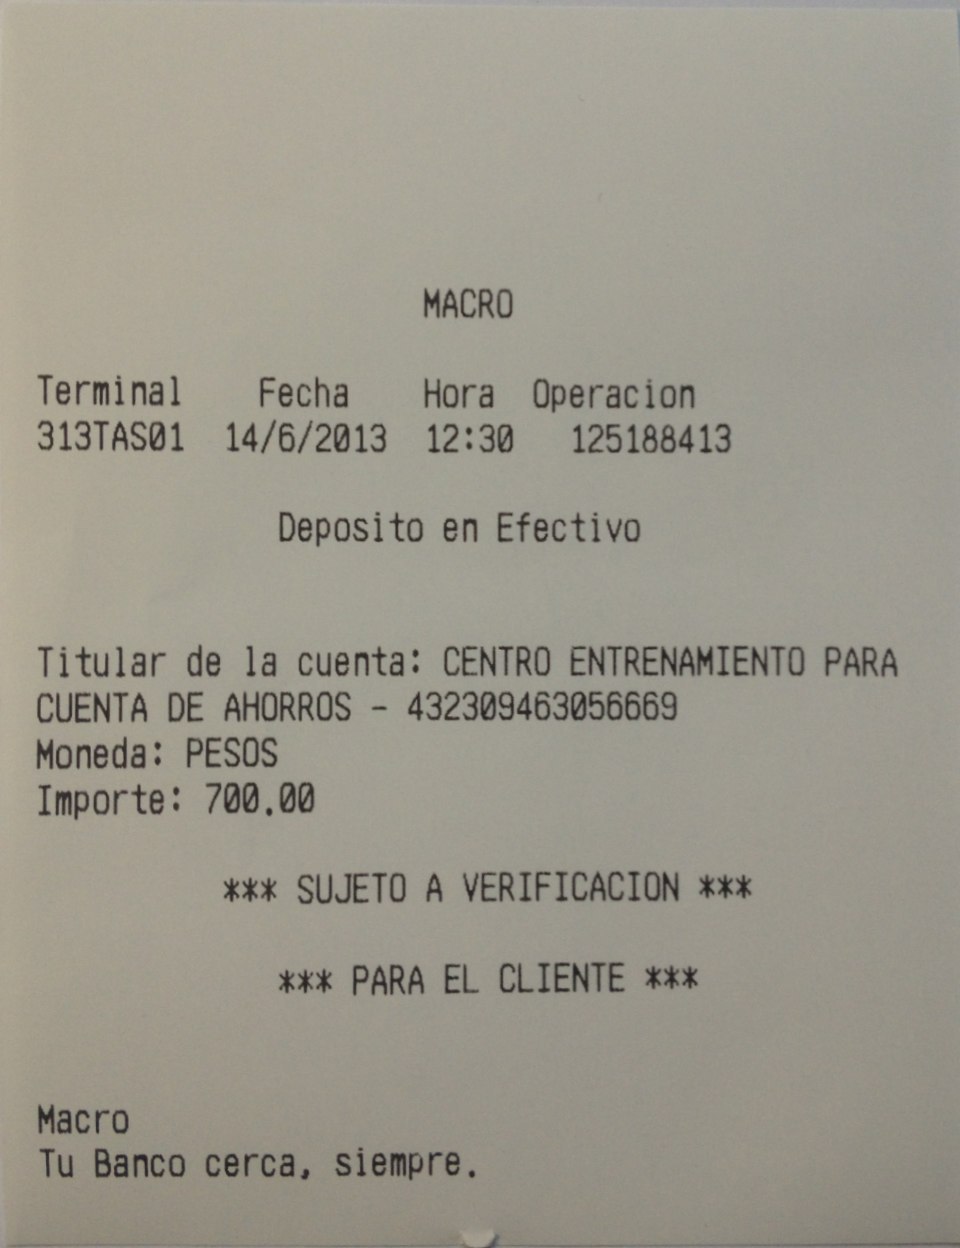 MACRO
Terminal Fecha Hora Operacion
313TAS01 14/6/2013 12:30 125188413
Deposito en Efectivo
Titular de la cuenta: CENTRO ENTRENAMIENTO PARA
CUENTA DE AHORROS - 432309463056669
Moneda: PESOS
Importe: 700.00
*** SUJETO A VERIFICACION ***
*** PARA EL CLIENTE ***
Macro
Tu Banco cerca, siempre.